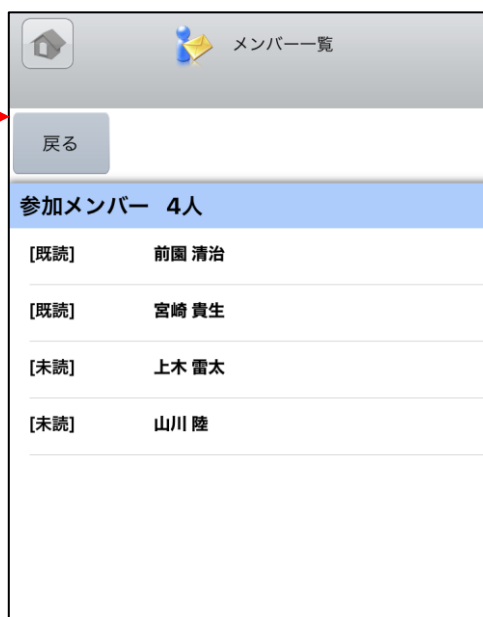 メンバー一覧
戻る
参加メンバー 4人
[既読] 前園 清治
[既読] 宮崎 貴生
[未読] 上木 雷太
[未読] 山川 陸